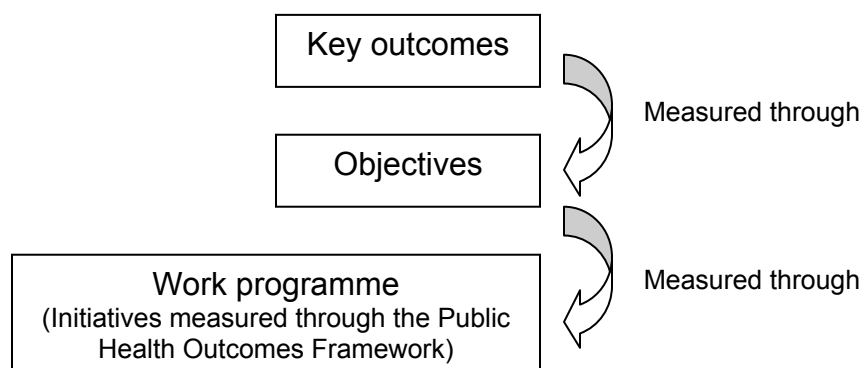 Key outcomes
Measured through
Objectives
Measured through
Work programme
(Initiatives measured through the Public
Health Outcomes Framework)